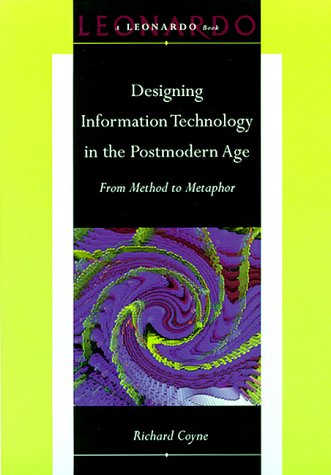 LEONARDO
A LEONARDO Book
Designing
Information Technology
in the Postmodern Age
From Method to Metaphor
Richard Coyne